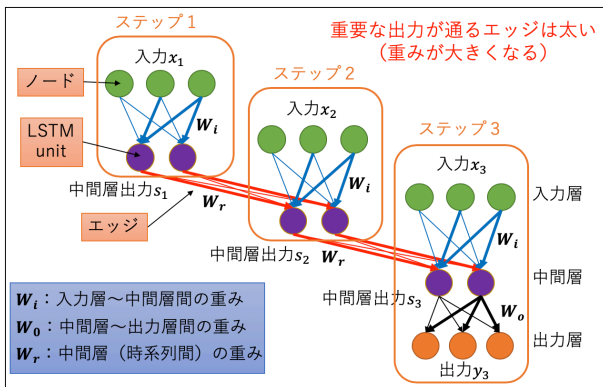 ステップ1
重要な出力が通るエッジは太い
(重みが大きくなる)
入力x₁
ノード
ステップ2
入力x₂
LSTM
unit
W_i
ステップ3
入力x₃
中間層出力s₁
W_r
W_i
入力層
エッジ
中間層出力s₂
W_r
W_i
中間層
中間層出力s₃
W_o
W_i：入力層〜中間層間の重み
W_0：中間層〜出力層間の重み
W_r：中間層（時系列間）の重み
出力層
出力y₃